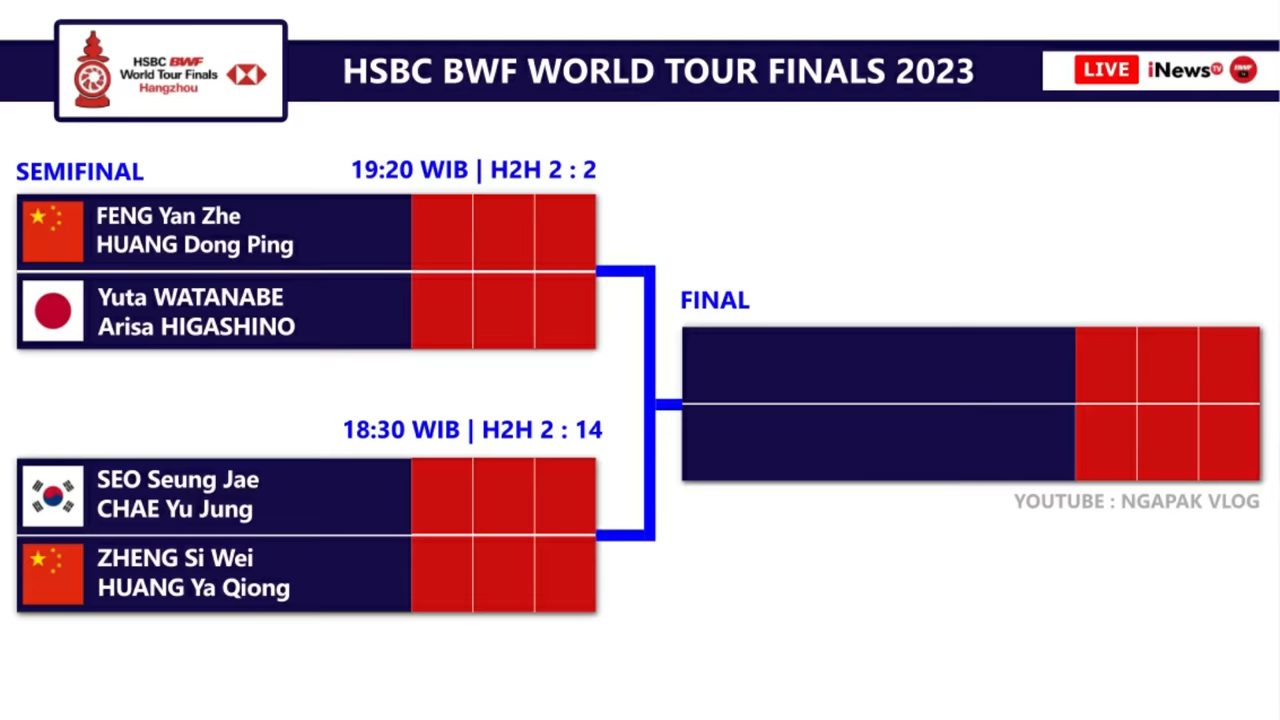 HSBC BWF
World Tour Finals
Hangzhou
HSBC BWF WORLD TOUR FINALS 2023
LIVE iNewsTV
SEMIFINAL
19:20 WIB | H2H 2 : 2
FENG Yan Zhe
HUANG Dong Ping
Yuta WATANABE
Arisa HIGASHINO
18:30 WIB | H2H 2 : 14
SEO Seung Jae
CHAE Yu Jung
ZHENG Si Wei
HUANG Ya Qiong
FINAL
YOUTUBE : NGAPAK VLOG